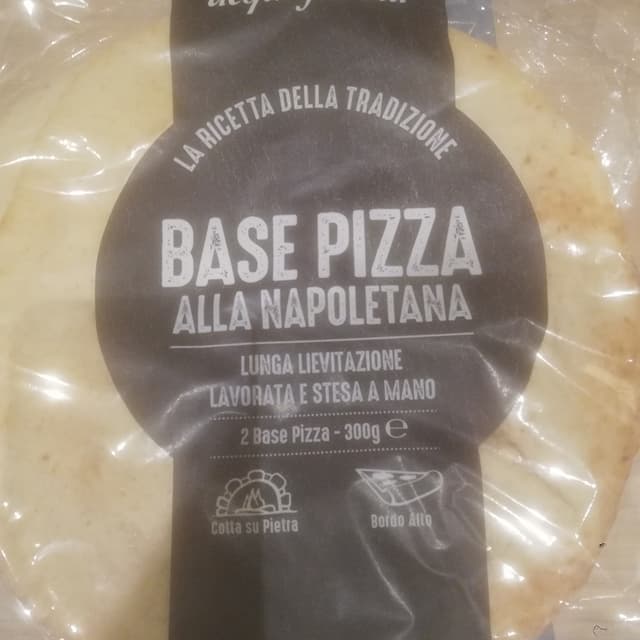 LA RICETTA DELLA TRADIZIONE
BASE PIZZA
ALLA NAPOLETANA
LUNGA LIEVITAZIONE
LAVORATA E STESA A MANO
2 Base Pizza - 300g ℮
Cotta su Pietra
Bordo Alto